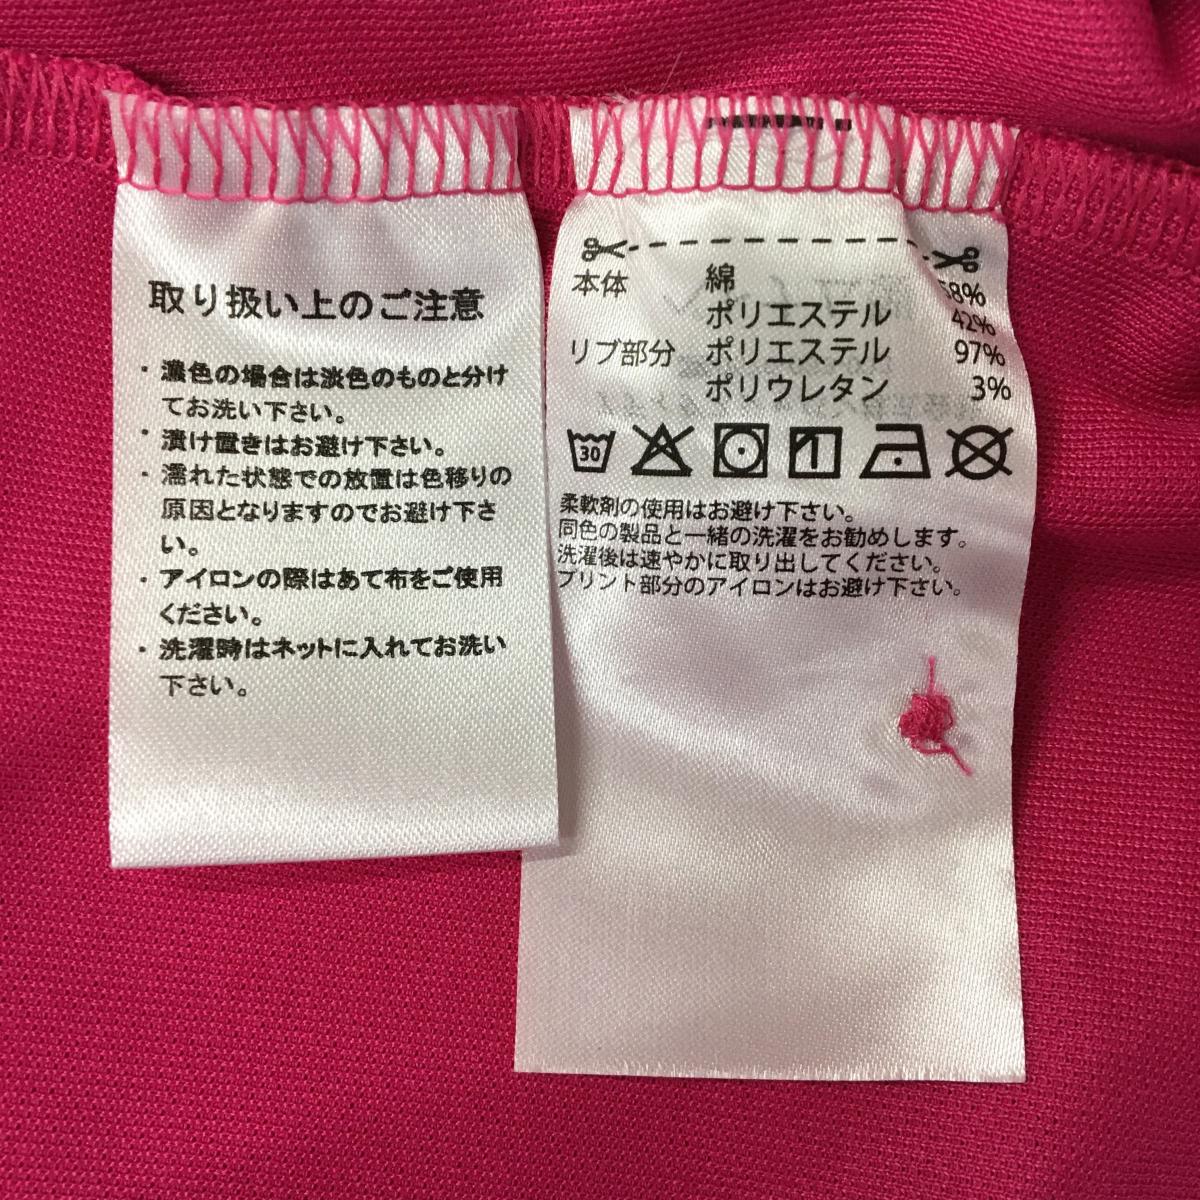 取り扱い上のご注意
・濃色の場合は淡色のものと分け
てお洗い下さい。
・漬け置きはお避け下さい。
・濡れた状態での放置は色移りの
原因となりますのでお避け下さ
い。
・アイロンの際はあて布をご使用
ください。
・洗濯時はネットに入れてお洗い
下さい。
本体 綿 58%
ポリエステル 42%
リブ部分 ポリエステル 97%
ポリウレタン 3%
30
柔軟剤の使用はお避け下さい。
同色の製品と一緒の洗濯をお勧めします。
洗濯後は速やかに取り出してください。
プリント部分のアイロンはお避け下さい。